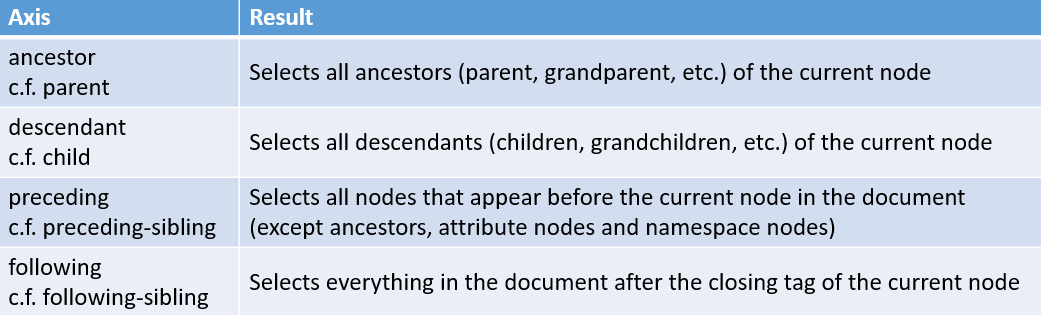 Axis Result
ancestor
c.f. parent
Selects all ancestors (parent, grandparent, etc.) of the current node
descendant
c.f. child
Selects all descendants (children, grandchildren, etc.) of the current node
preceding
c.f. preceding-sibling
Selects all nodes that appear before the current node in the document
(except ancestors, attribute nodes and namespace nodes)
following
c.f. following-sibling
Selects everything in the document after the closing tag of the current node